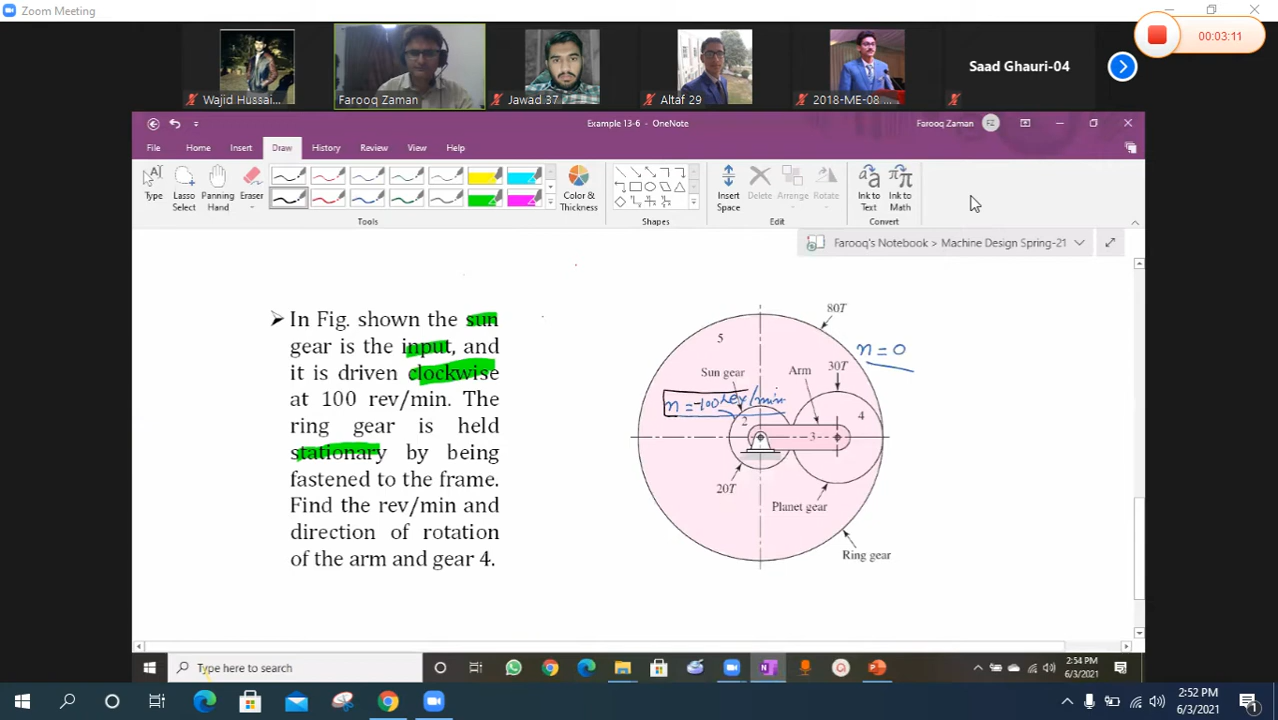 Zoom Meeting
00:03:11
Wajid Hussai...
Farooq Zaman
Jawad 37
Altaf 29
2018-ME-08 ...
Saad Ghauri-04
Example 13-6 - OneNote
Farooq Zaman FZ
File Home Insert Draw History Review View Help
Type
Lasso Select
Panning Hand
Eraser
Color & Thickness
Insert Space
Delete
Arrange
Rotate
Ink to Text
Ink to Math
Tools
Shapes
Edit
Convert
Farooq's Notebook > Machine Design Spring-21
In Fig. shown the sun
gear is the input, and
it is driven clockwise
at 100 rev/min. The
ring gear is held
stationary by being
fastened to the frame.
Find the rev/min and
direction of rotation
of the arm and gear 4.
80T
5
n = 0
Sun gear
Arm
30T
n = -100 rev/min
2
4
3
20T
Planet gear
Ring gear
Type here to search
2:54 PM
6/3/2021
2:52 PM
6/3/2021
1